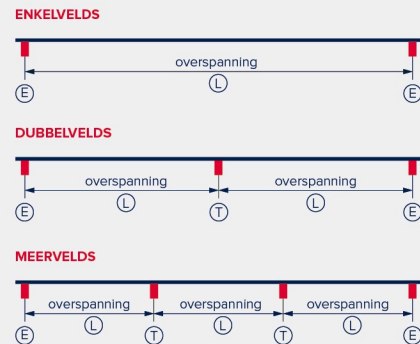 ENKELVELDS
overspanning
L
E E
DUBBELVELDS
overspanning overspanning
L L
E T E
MEERVELDS
overspanning overspanning overspanning
L L L
E T T E